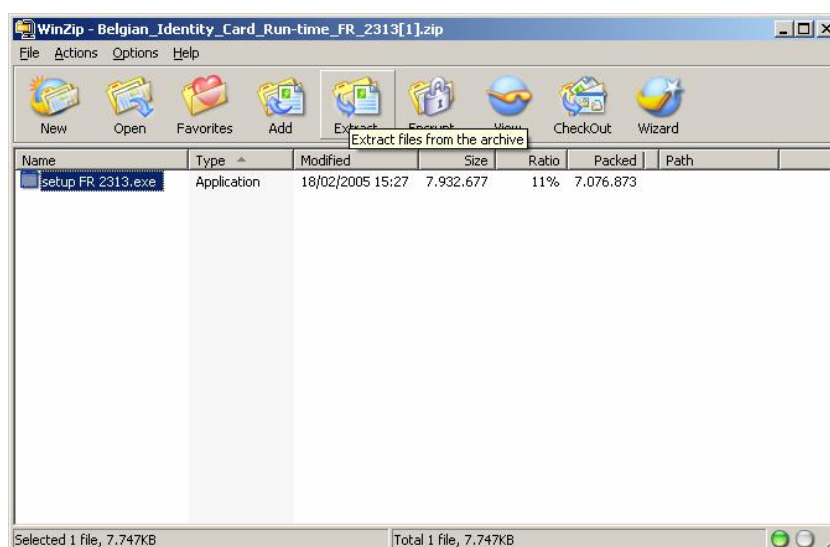 WinZip - Belgian_Identity_Card_Run-time_FR_2313[1].zip
File Actions Options Help
New Open Favorites Add Extract Encrypt View CheckOut Wizard
Extract files from the archive
Name Type Modified Size Ratio Packed Path
setup FR 2313.exe Application 18/02/2005 15:27 7.932.677 11% 7.076.873
Selected 1 file, 7.747KB Total 1 file, 7.747KB